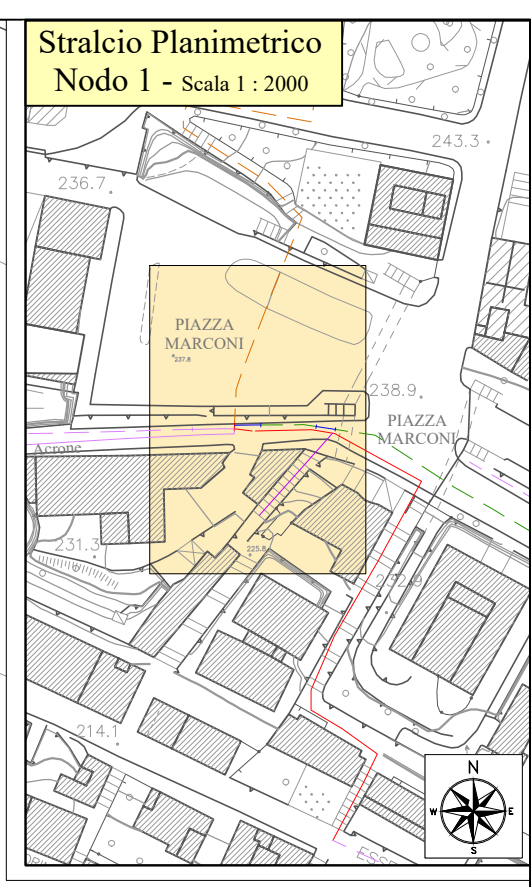 Stralcio Planimetrico
Nodo 1 - Scala 1 : 2000
243.3
236.7
PIAZZA
MARCONI
237.8
238.9
PIAZZA
MARCONI
Acrone
231.3
225.8
232.9
214.1
N
W E
S